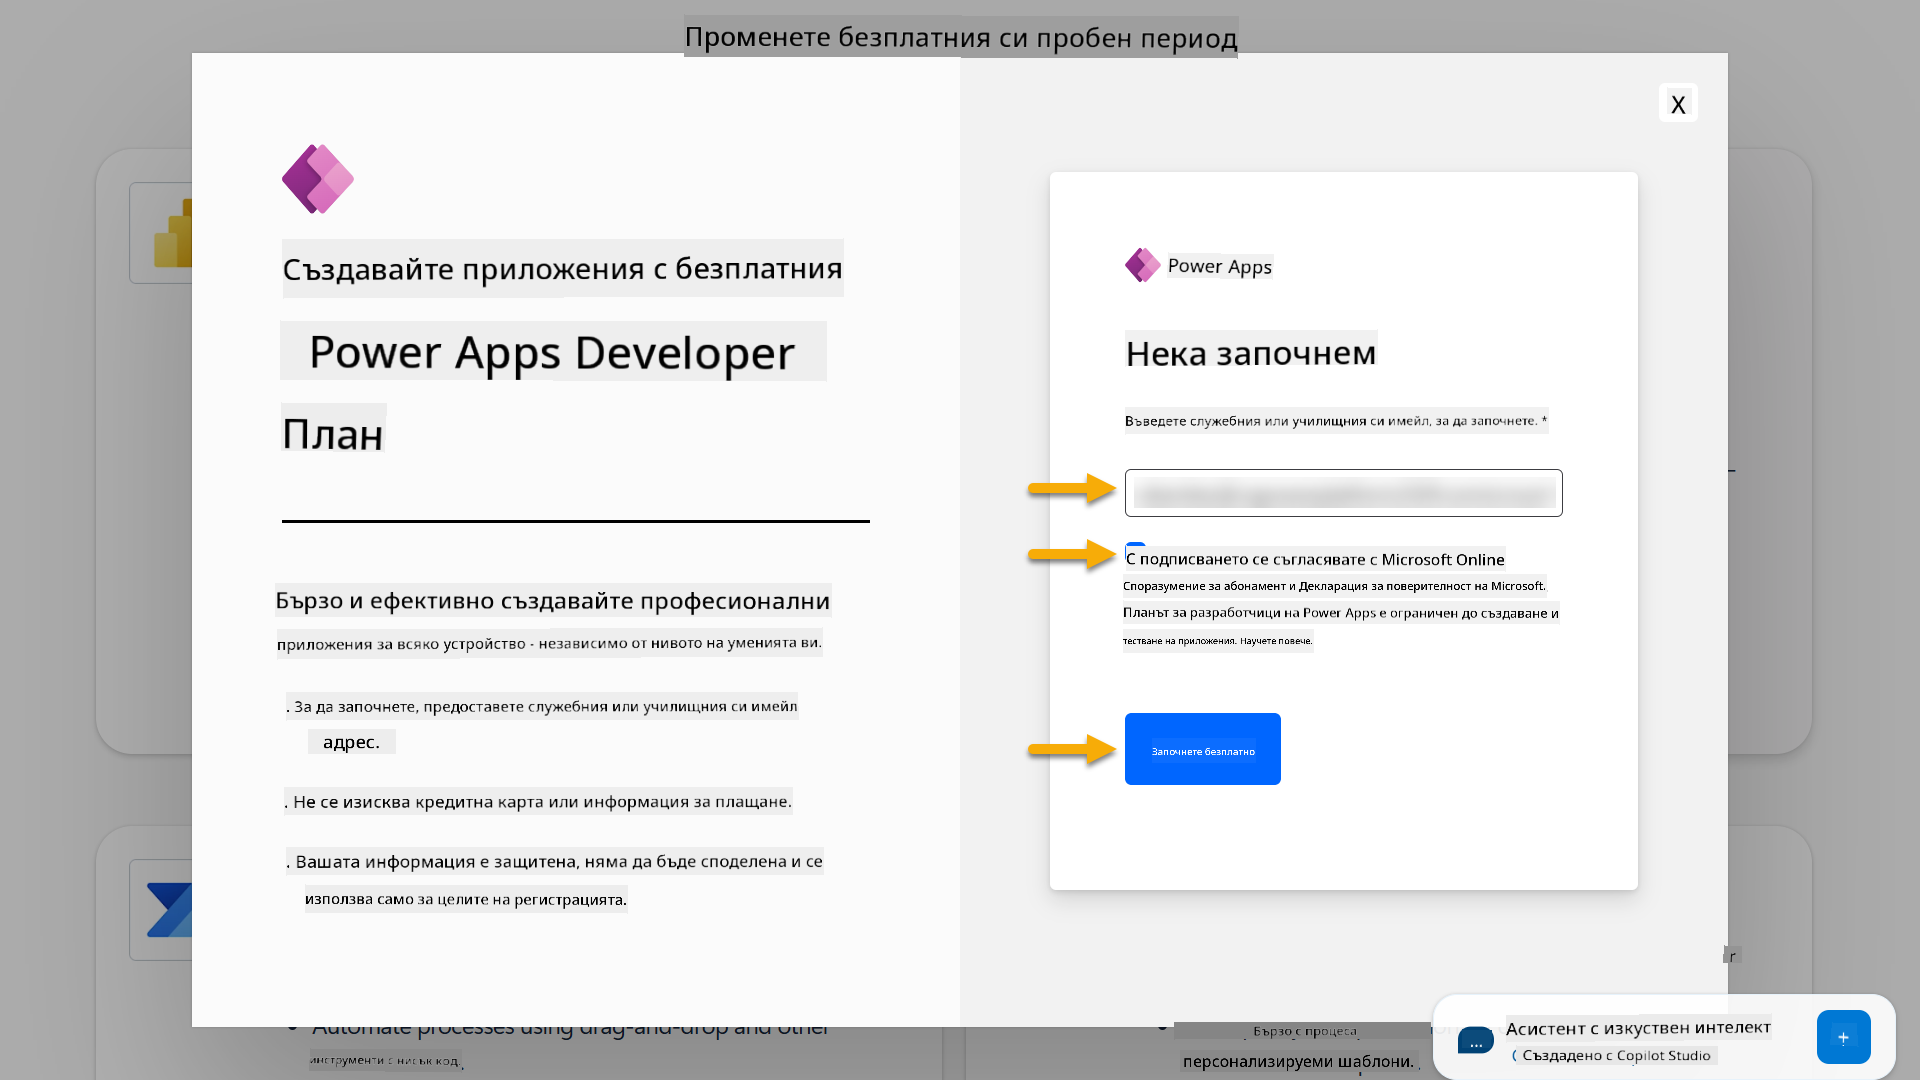 Променете безплатния си пробен период
X
Създавайте приложения с безплатния
Power Apps Developer
План
Бързо и ефективно създавайте професионални
приложения за всяко устройство - независимо от нивото на уменията ви.
. За да започнете, предоставете служебния или училищния си имейл
адрес.
. Не се изисква кредитна карта или информация за плащане.
. Вашата информация е защитена, няма да бъде споделена и се
използва само за целите на регистрацията.
Power Apps
Нека започнем
Въведете служебния или училищния си имейл, за да започнете. *
С подписването се съгласявате с Microsoft Online
Споразумение за абонамент и Декларация за поверителност на Microsoft.
Планът за разработчици на Power Apps е ограничен до създаване и
тестване на приложения. Научете повече.
Започнете безплатно
r
Automate processes using drag-and-drop and other
инструменти с нисък код.
Бързо с процеса
персонализируеми шаблони.
Асистент с изкуствен интелект
Създадено с Copilot Studio
+